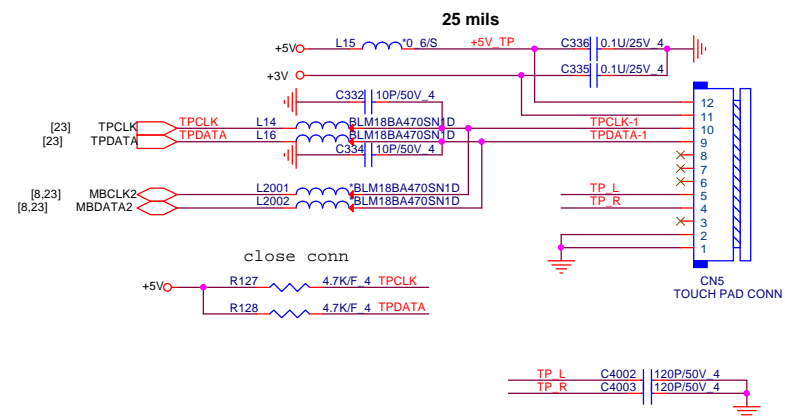 25 mils
+5V L15 *0_6/S +5V_TP C336 0.1U/25V_4
+3V C335 0.1U/25V_4
C332 10P/50V_4
12
11
[23] TPCLK TPCLK L14 BLM18BA470SN1D TPCLK-1 10
[23] TPDATA TPDATA L16 BLM18BA470SN1D TPDATA-1 9
C334 10P/50V_4
8
7
6
[8,23] MBCLK2 L2001 *BLM18BA470SN1D TP_L 5
[8,23] MBDATA2 L2002 *BLM18BA470SN1D TP_R 4
3
2
1
close conn
CN5
TOUCH PAD CONN
+5V R127 4.7K/F_4 TPCLK
R128 4.7K/F_4 TPDATA
TP_L C4002 120P/50V_4
TP_R C4003 120P/50V_4